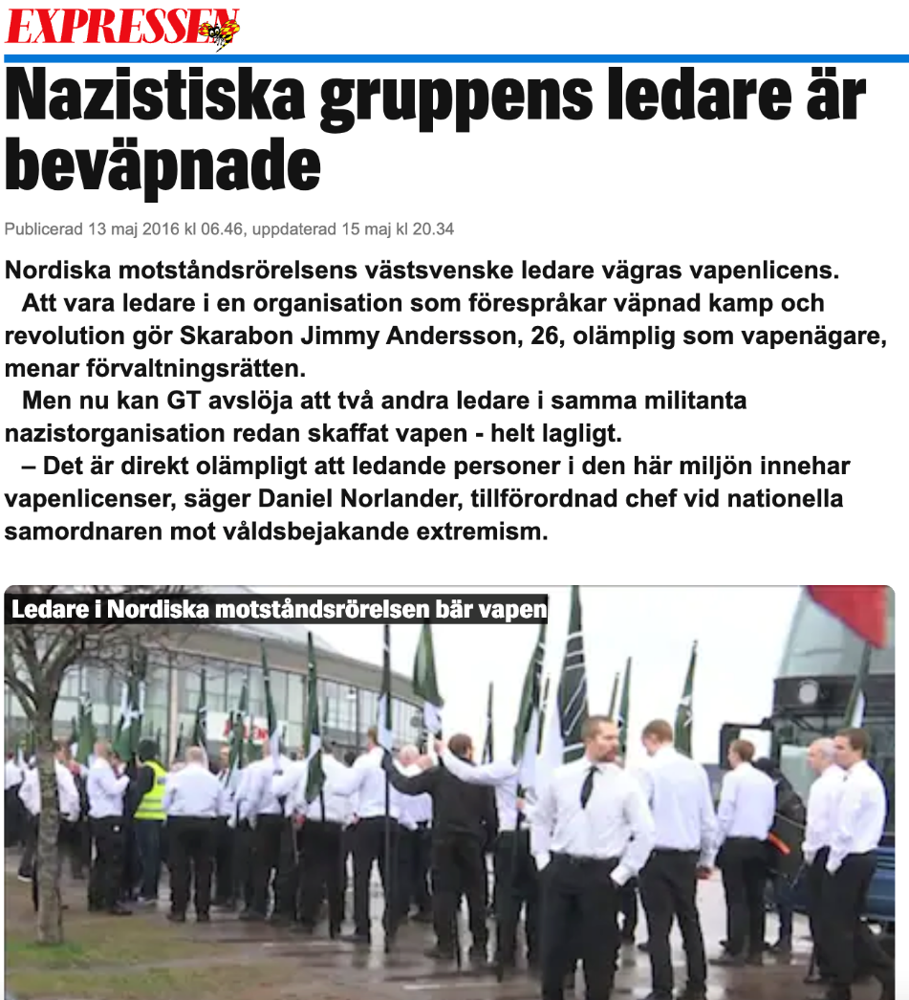 EXPRESSEN
Nazistiska gruppens ledare är
beväpnade
Publicerad 13 maj 2016 kl 06.46, uppdaterad 15 maj kl 20.34
Nordiska motståndsrörelsens västsvenske ledare vägras vapenlicens.
Att vara ledare i en organisation som förespråkar väpnad kamp och
revolution gör Skarabon Jimmy Andersson, 26, olämplig som vapenägare,
menar förvaltningsrätten.
Men nu kan GT avslöja att två andra ledare i samma militanta
nazistorganisation redan skaffat vapen - helt lagligt.
– Det är direkt olämpligt att ledande personer i den här miljön innehar
vapenlicenser, säger Daniel Norlander, tillförordnad chef vid nationella
samordnaren mot våldsbejakande extremism.
Ledare i Nordiska motståndsrörelsen bär vapen